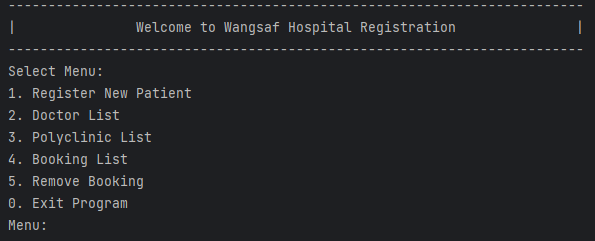 ------------------------------------------------------------------------
|               Welcome to Wangsaf Hospital Registration               |
------------------------------------------------------------------------
Select Menu:
1. Register New Patient
2. Doctor List
3. Polyclinic List
4. Booking List
5. Remove Booking
0. Exit Program
Menu: